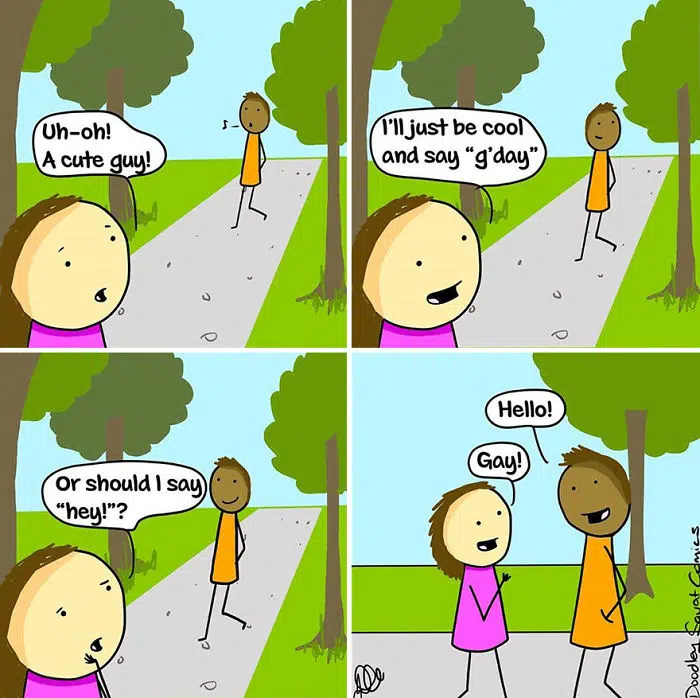 Uh-oh!
A cute guy!
I'll just be cool
and say "g'day"
Or should I say
"hey!"?
Hello!
Gay!
Doodley Squat Comics